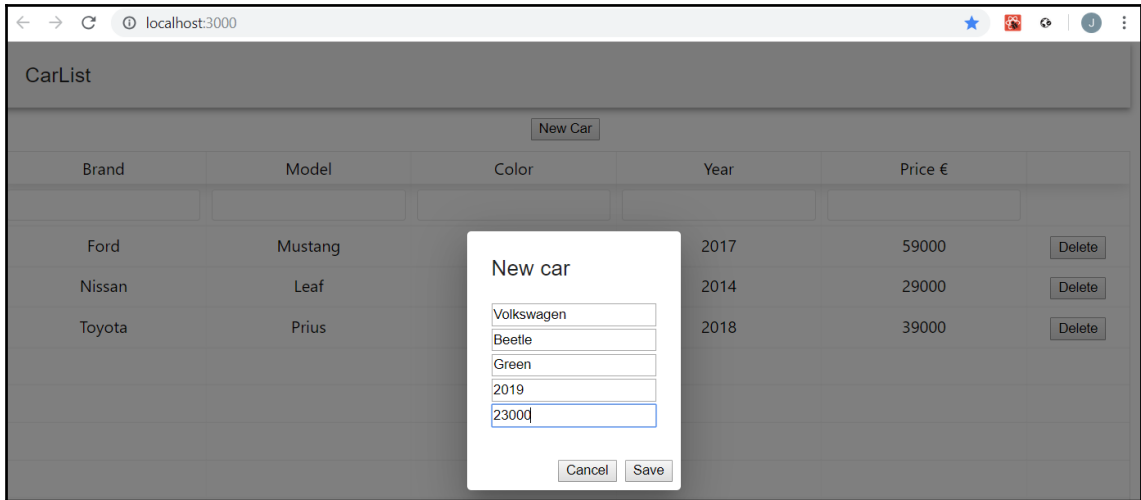 localhost:3000
J
CarList
New Car
Brand Model Color Year Price €
Ford Mustang 2017 59000 Delete
Nissan Leaf 2014 29000 Delete
Toyota Prius 2018 39000 Delete
New car
Volkswagen
Beetle
Green
2019
23000
Cancel Save